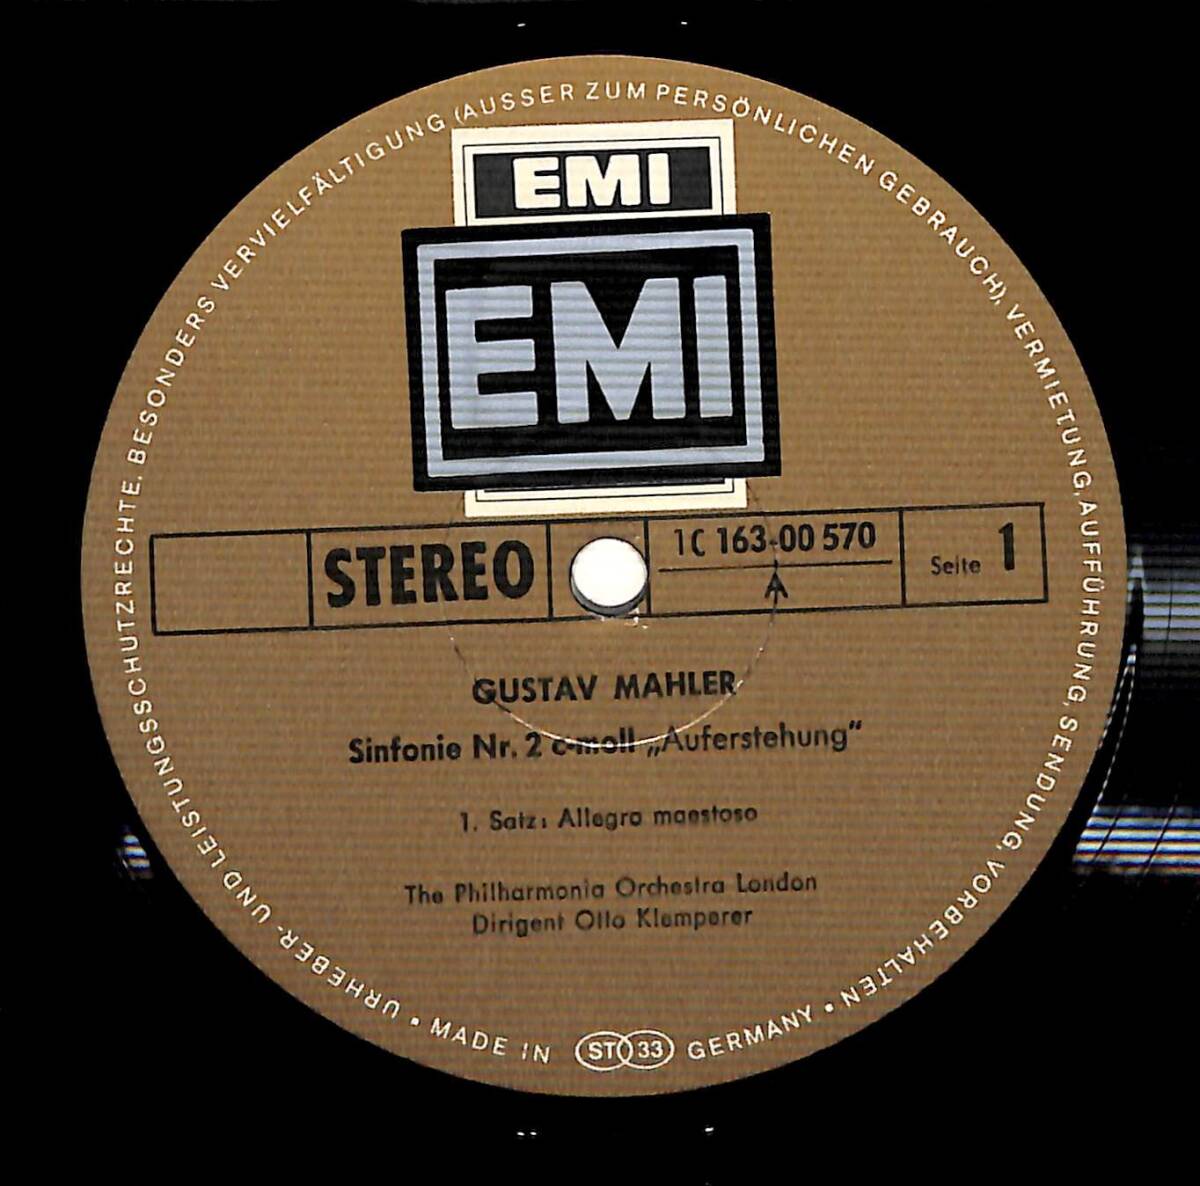 URHEBER- UND LEISTUNGSSCHUTZRECHTE, BESONDERS VERVIELFÄLTIGUNG (AUSSER ZUM PERSÖNLICHEN GEBRAUCH), VERMIETUNG, AUFFÜHRUNG, SENDUNG, VORBEHALTEN •
EMI
EMI
STEREO
1C 163-00 570
A
Seite 1
GUSTAV MAHLER
Sinfonie Nr. 2 c-moll „Auferstehung“
1. Satz: Allegro maestoso
The Philharmonia Orchestra London
Dirigent Otto Klemperer
• MADE IN ST 33 GERMANY